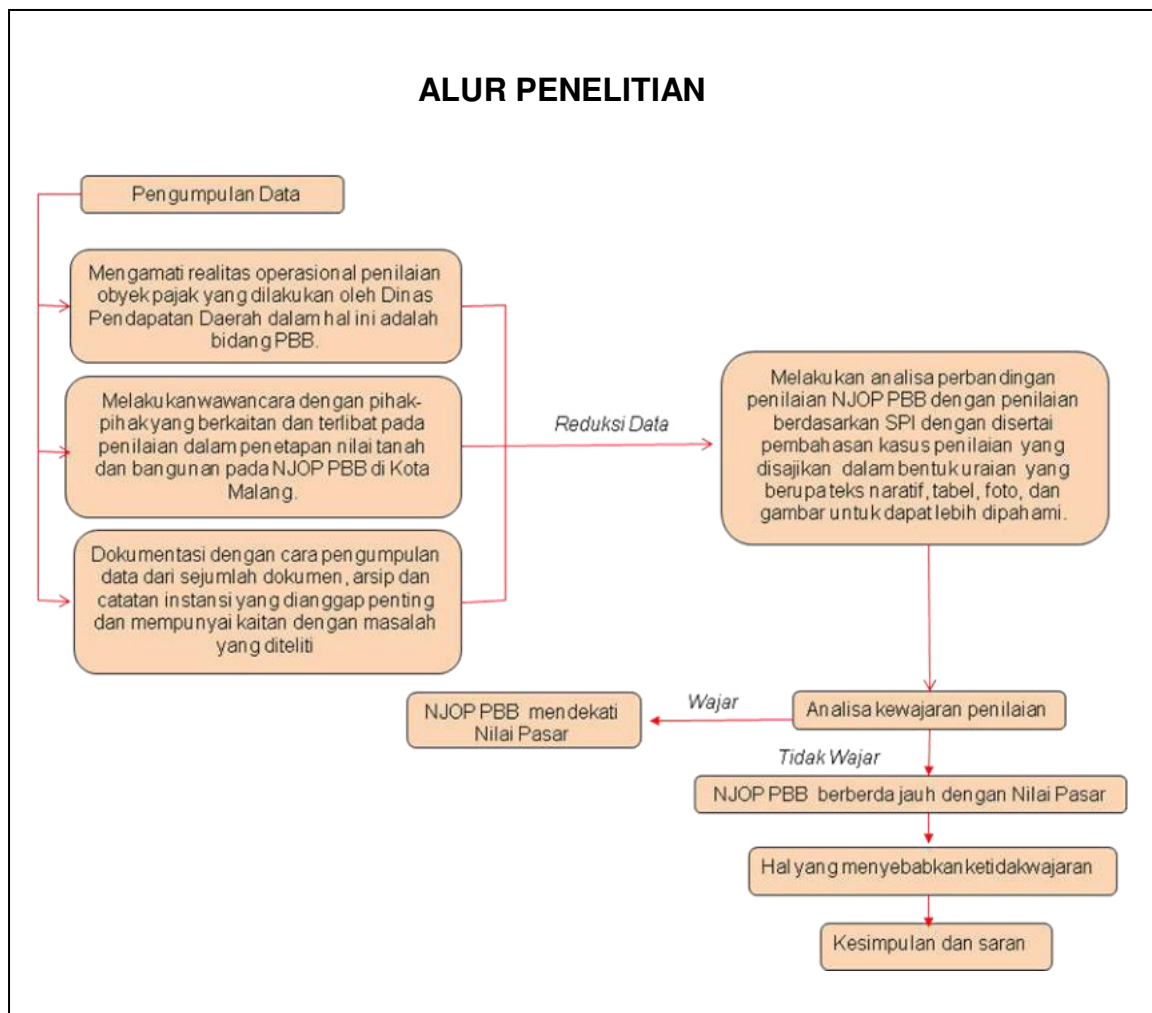 ALUR PENELITIAN
Pengumpulan Data
Mengamati realitas operasional penilaian
obyek pajak yang dilakukan oleh Dinas
Pendapatan Daerah dalam hal ini adalah
bidang PBB.
Melakukan wawancara dengan pihak-
pihak yang berkaitan dan terlibat pada
penilaian dalam penetapan nilai tanah
dan bangunan pada NJOP PBB di Kota
Malang.
Dokumentasi dengan cara pengumpulan
data dari sejumlah dokumen, arsip dan
catatan instansi yang dianggap penting
dan mempunyai kaitan dengan masalah
yang diteliti
Reduksi Data
Melakukan analisa perbandingan
penilaian NJOP PBB dengan penilaian
berdasarkan SPI dengan disertai
pembahasan kasus penilaian yang
disajikan dalam bentuk uraian yang
berupa teks naratif, tabel, foto, dan
gambar untuk dapat lebih dipahami.
Analisa kewajaran penilaian
Wajar
NJOP PBB mendekati
Nilai Pasar
Tidak Wajar
NJOP PBB berberda jauh dengan Nilai Pasar
Hal yang menyebabkan ketidakwajaran
Kesimpulan dan saran